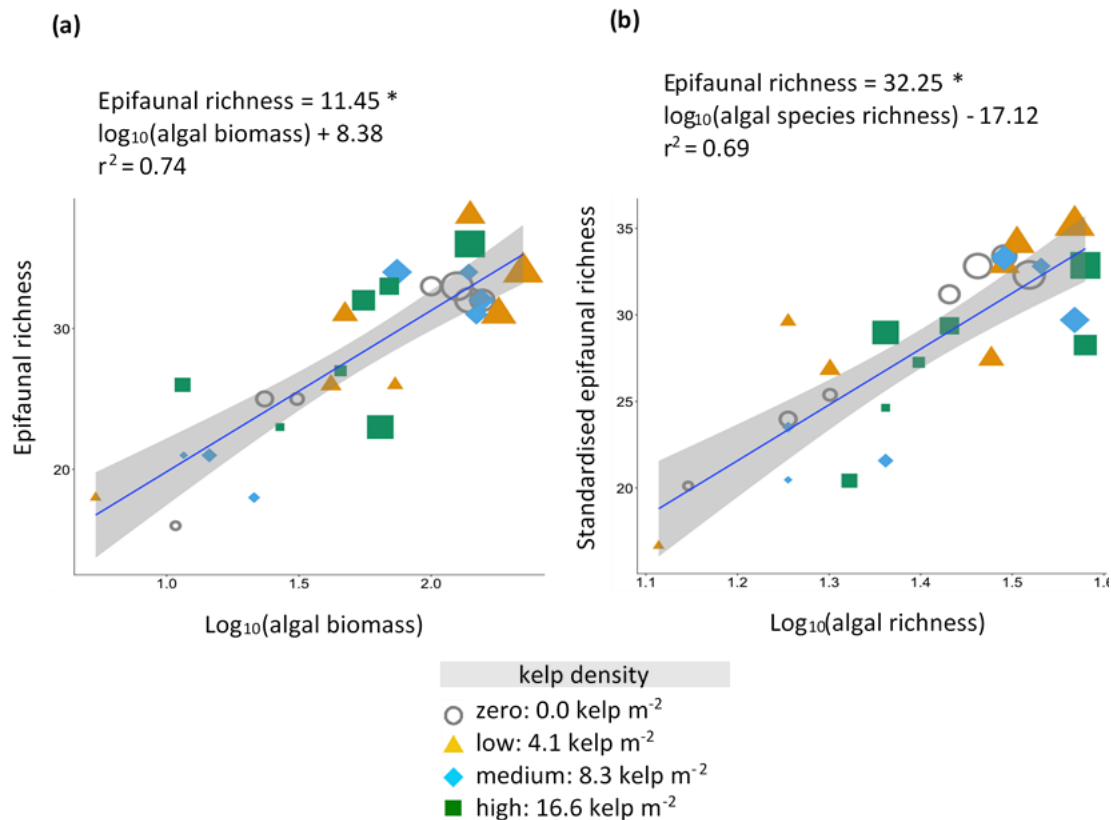 (a)
Epifaunal richness = 11.45 *
log₁₀(algal biomass) + 8.38
r² = 0.74
Epifaunal richness
30
20
1.0
1.5
2.0
Log₁₀(algal biomass)
(b)
Epifaunal richness = 32.25 *
log₁₀(algal species richness) - 17.12
r² = 0.69
Standardised epifaunal richness
35
30
25
20
1.1
1.2
1.3
1.4
1.5
1.6
Log₁₀(algal richness)
kelp density
zero: 0.0 kelp m⁻²
low: 4.1 kelp m⁻²
medium: 8.3 kelp m⁻²
high: 16.6 kelp m⁻²